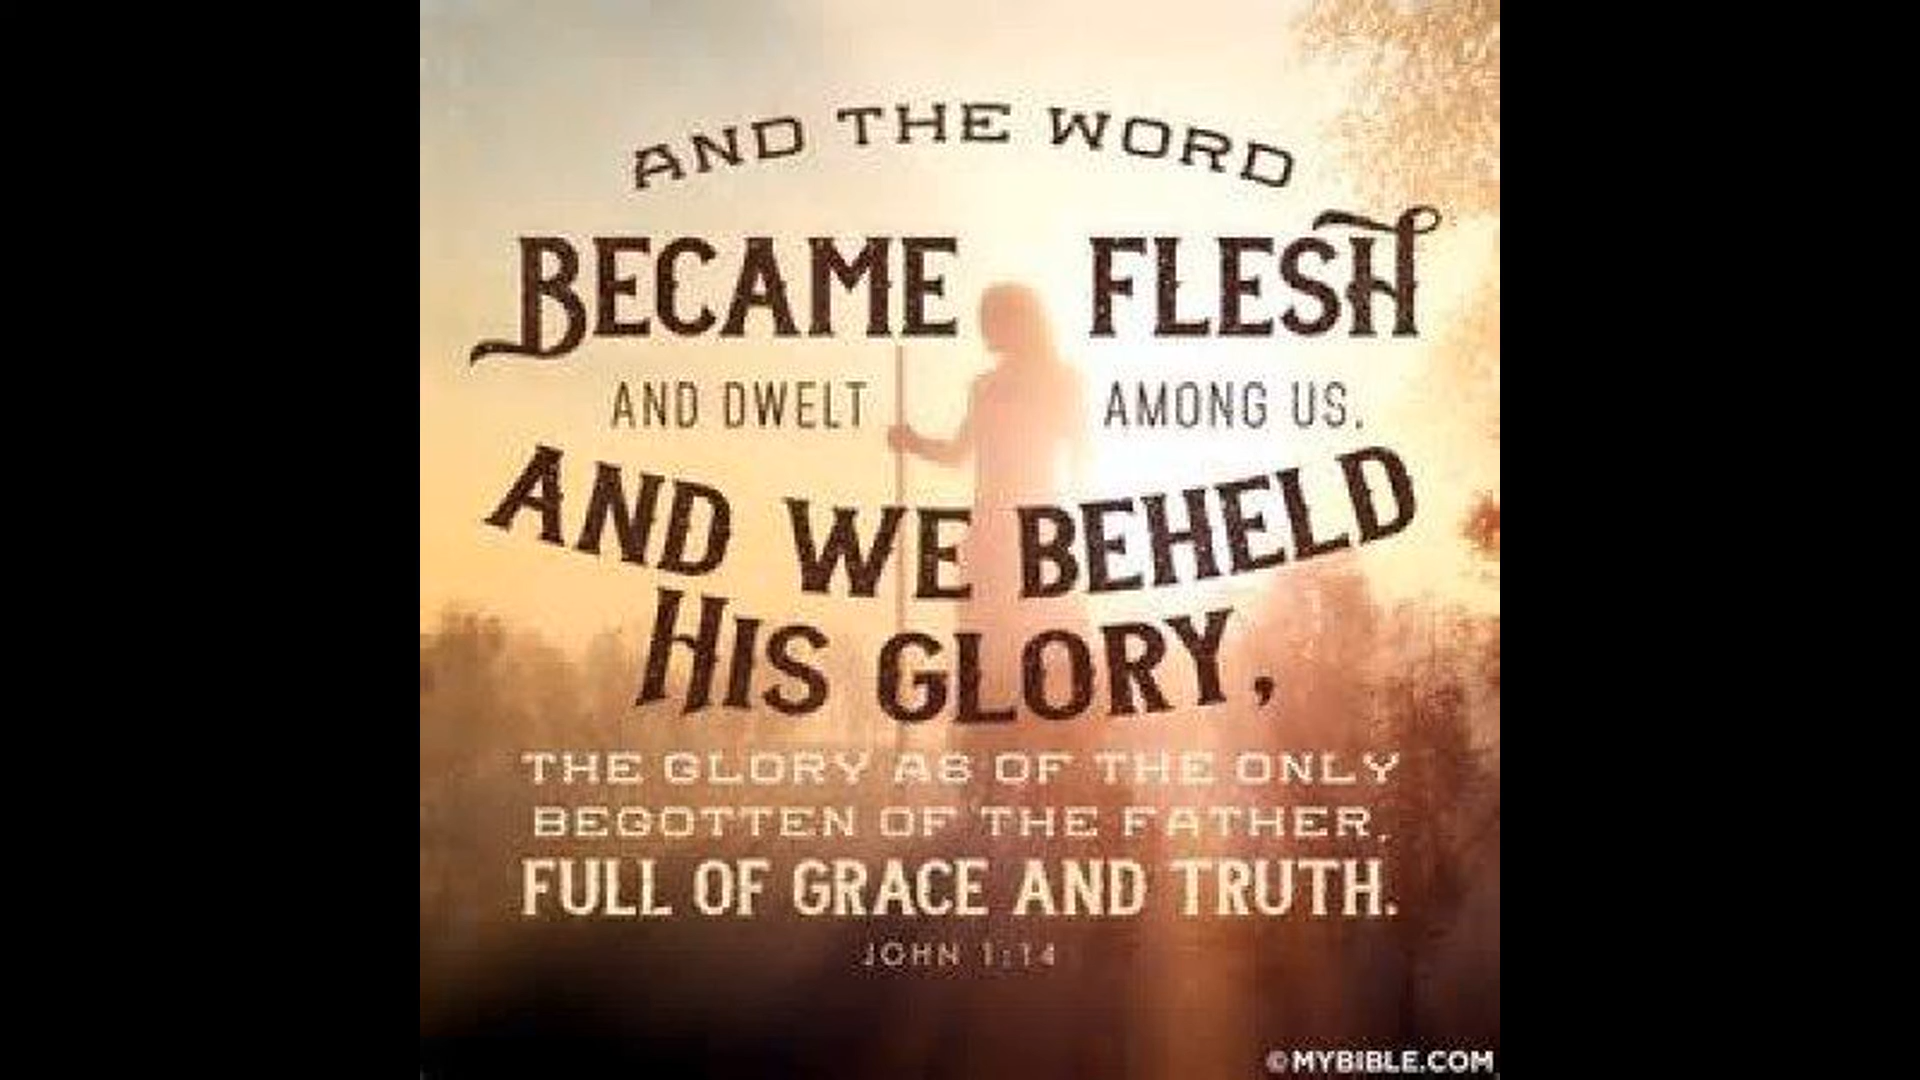 AND THE WORD
BECAME FLESH
AND DWELT AMONG US,
AND WE BEHELD
HIS GLORY,
THE GLORY AS OF THE ONLY
BEGOTTEN OF THE FATHER,
FULL OF GRACE AND TRUTH.
JOHN 1:14
©MYBIBLE.COM